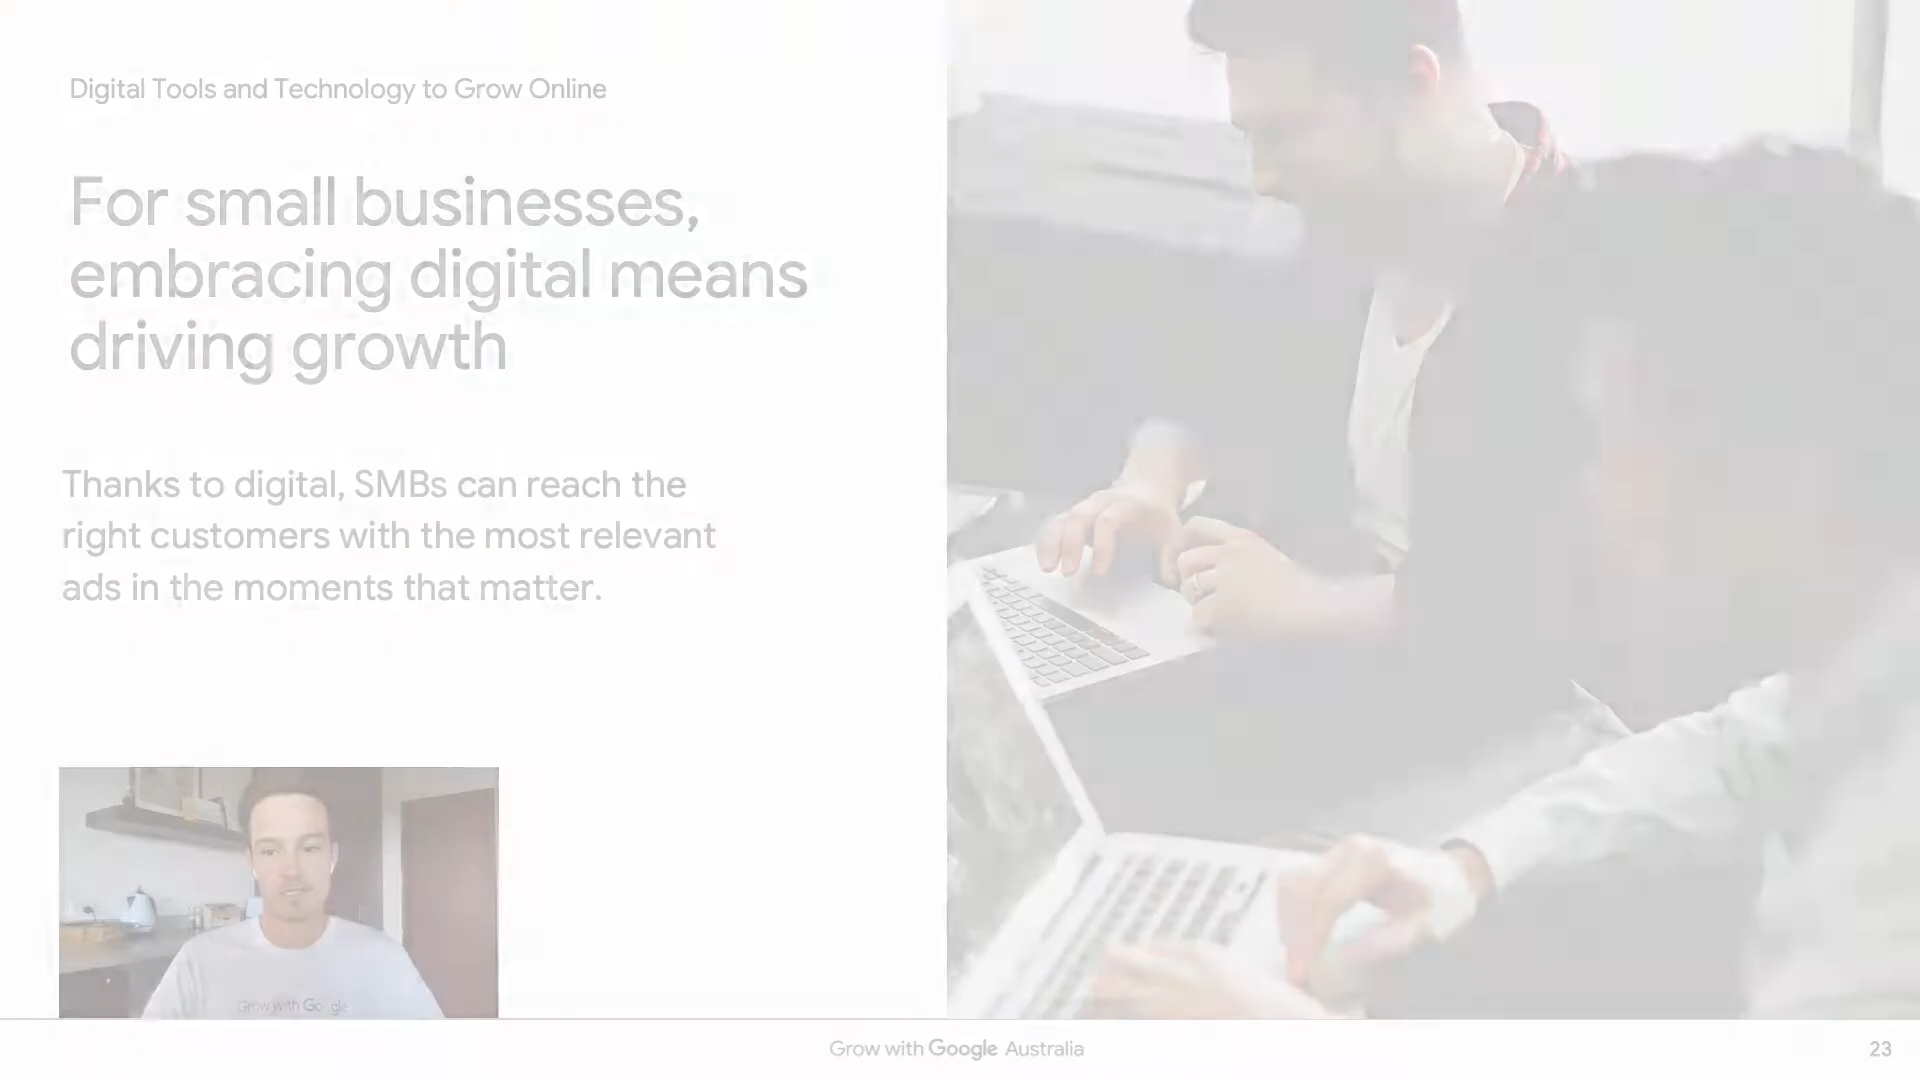 Digital Tools and Technology to Grow Online
For small businesses,
embracing digital means
driving growth
Thanks to digital, SMBs can reach the
right customers with the most relevant
ads in the moments that matter.
Grow with Google
Grow with Google Australia
23